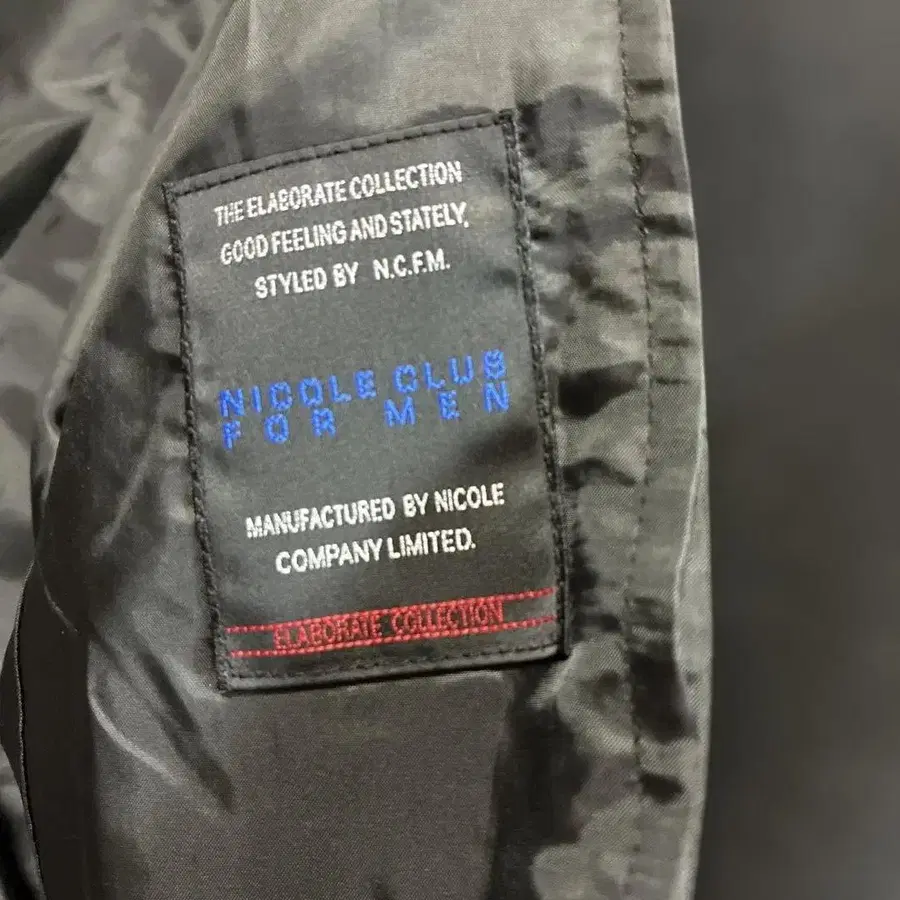 THE ELABORATE COLLECTION
GOOD FEELING AND STATELY,
STYLED BY N.C.F.M.
NICOLE CLUB
FOR MEN
MANUFACTURED BY NICOLE
COMPANY LIMITED.
ELABORATE COLLECTION